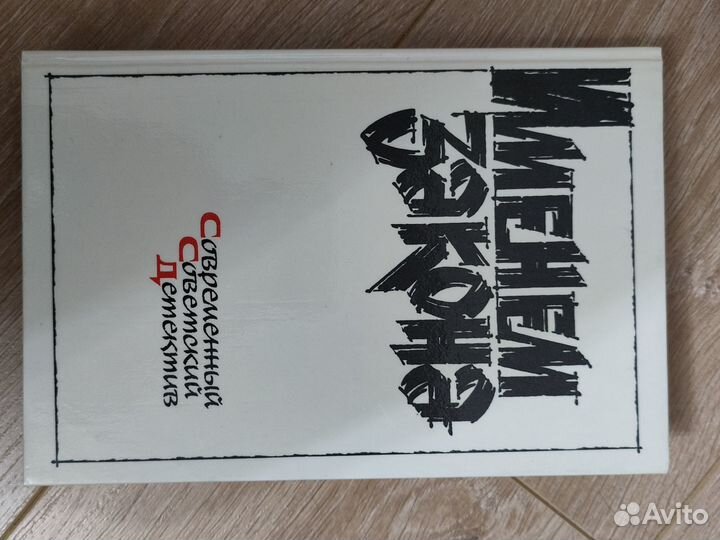 ИМЕНЕМ
ЗАКОНА
Современный
Советский
Детектив
Avito